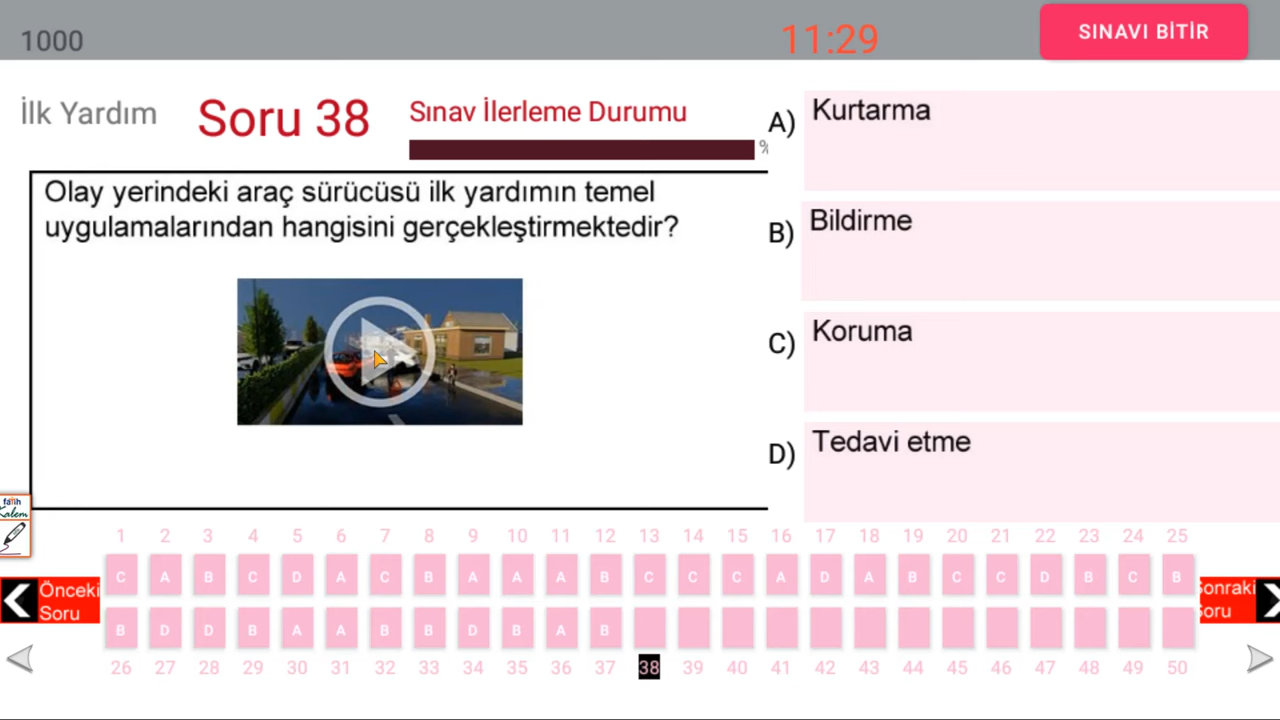 1000
11:29
SINAVI BİTİR
İlk Yardım
Soru 38
Sınav İlerleme Durumu
%
Olay yerindeki araç sürücüsü ilk yardımın temel
uygulamalarından hangisini gerçekleştirmektedir?
A) Kurtarma
B) Bildirme
C) Koruma
D) Tedavi etme
fatih
Kalem
1 2 3 4 5 6 7 8 9 10 11 12 13 14 15 16 17 18 19 20 21 22 23 24 25
C A B C D A C B A A A B C C C A D A B C C D B C B
Önceki
Soru
Sonraki
Soru
B D D B A A B B D B A B
26 27 28 29 30 31 32 33 34 35 36 37 38 39 40 41 42 43 44 45 46 47 48 49 50